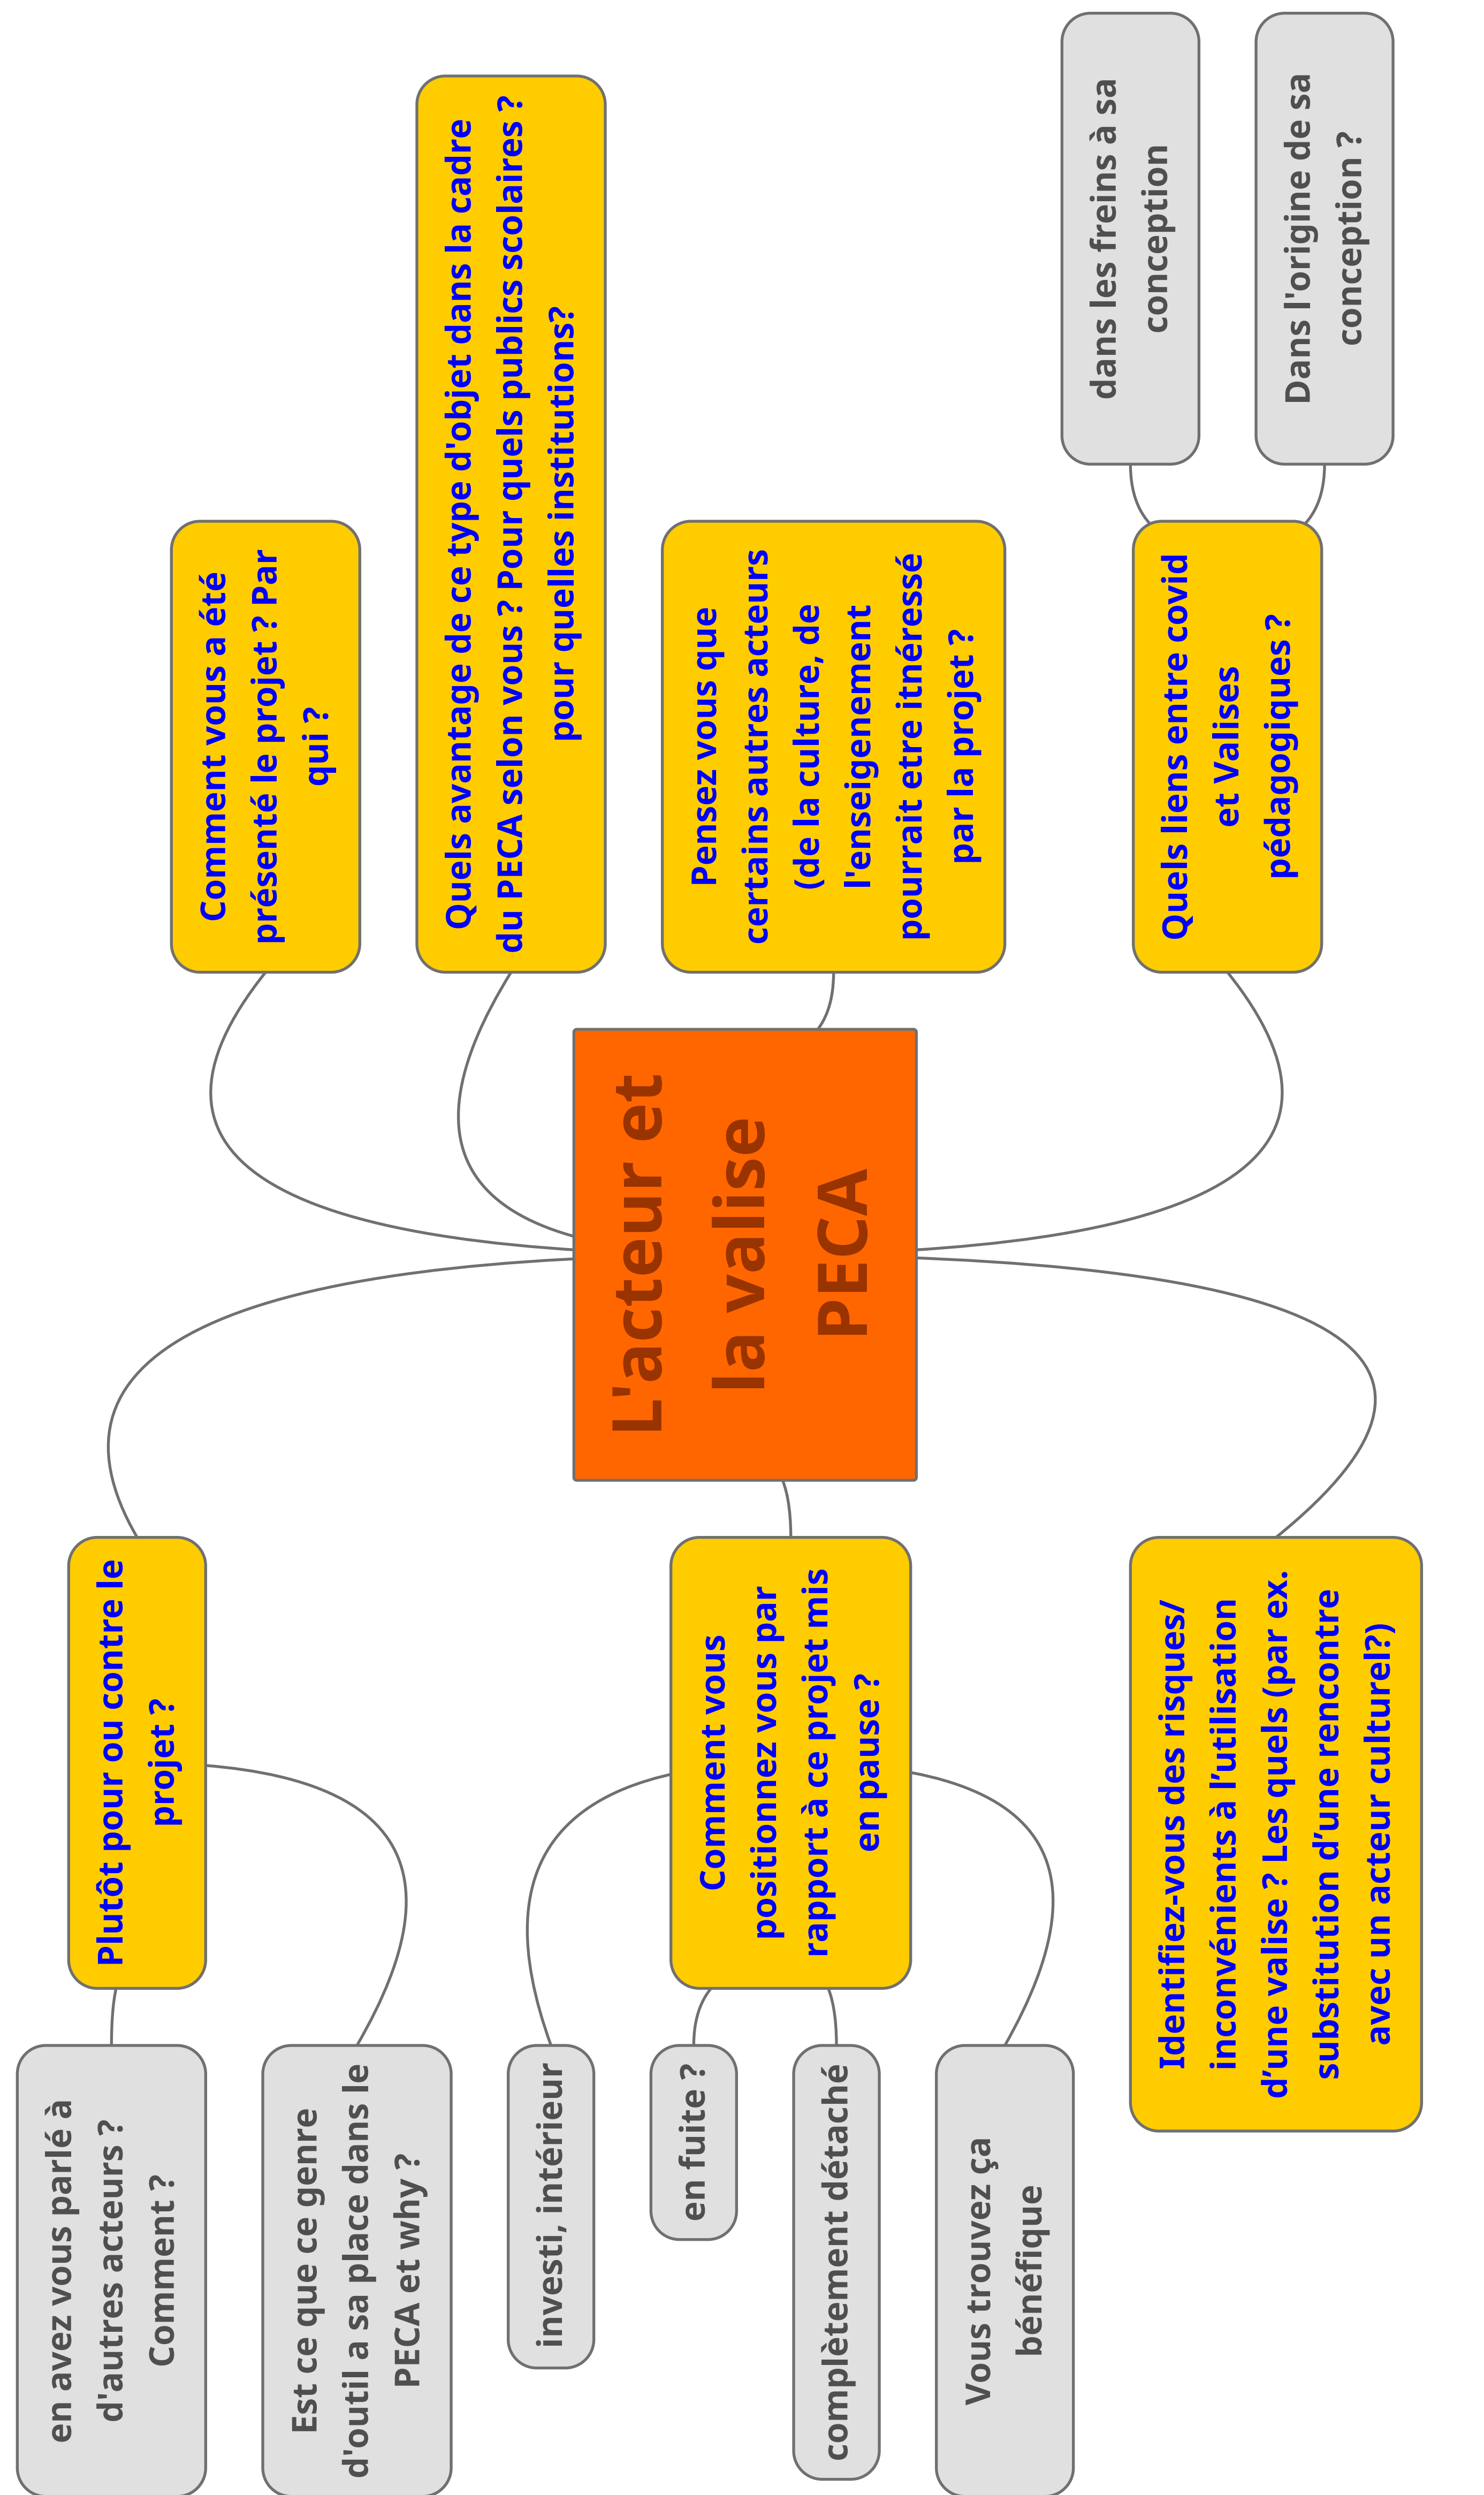 L'acteur et
la valise
PECA
Comment vous a été
présenté le projet ? Par
qui ?
Quels avantage de ce type d'objet dans la cadre
du PECA selon vous ? Pour quels publics scolaires ?
pour quelles institutions?
Pensez vous que
certains autres acteurs
(de la culture, de
l'enseigenement
pourrait etre itnéressé
par la projet ?
Quels liens entre covid
et Valises
pédagogiques ?
dans les freins à sa
conception
Dans l'origine de sa
conception ?
Plutôt pour ou contre le
projet ?
en avez vous parlé à
d'autres acteurs ?
Comment ?
Est ce que ce genre
d'outil a sa place dans le
PECA et why ?
Comment vous
positionnez vous par
rapport à ce projet mis
en pause ?
investi, intérieur
en fuite ?
complètement détaché
Vous trouvez ça
bénéfique
Identifiez-vous des risques/
inconvénients à l’utilisation
d’une valise ? Les quels (par ex.
substitution d’une rencontre
avec un acteur culturel?)